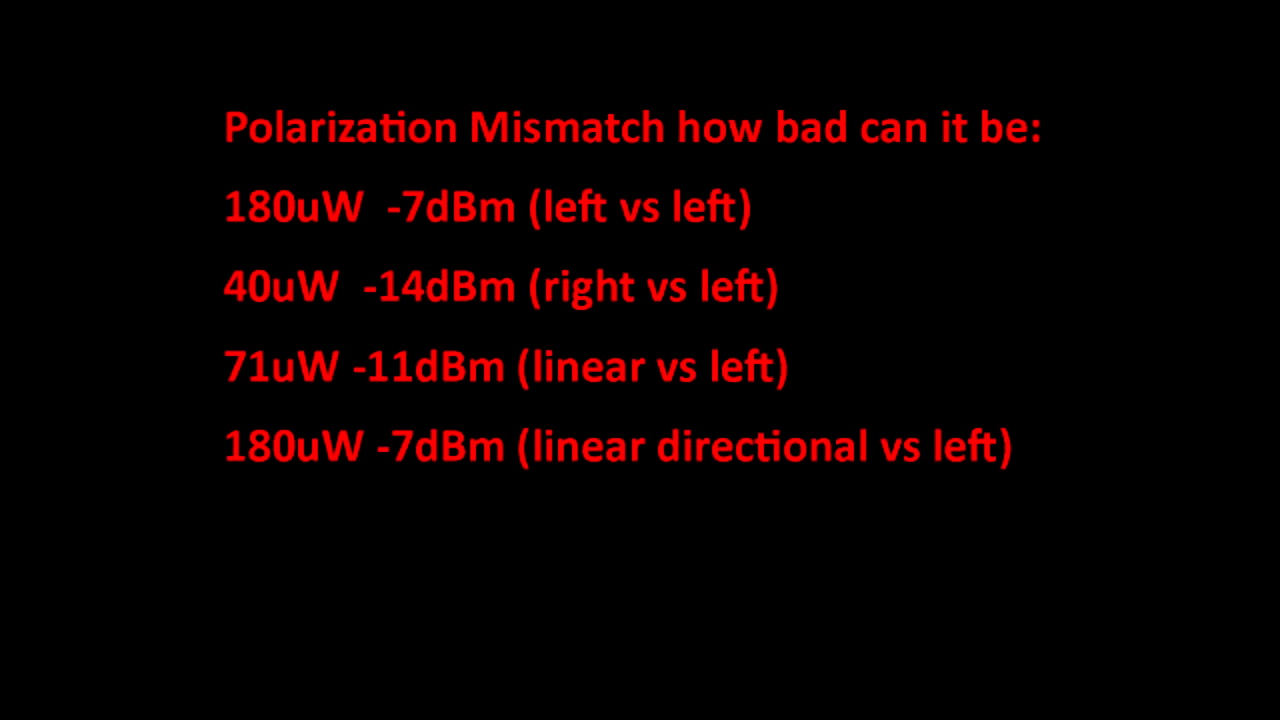 Polarization Mismatch how bad can it be:
180uW  -7dBm (left vs left)
40uW  -14dBm (right vs left)
71uW -11dBm (linear vs left)
180uW -7dBm (linear directional vs left)